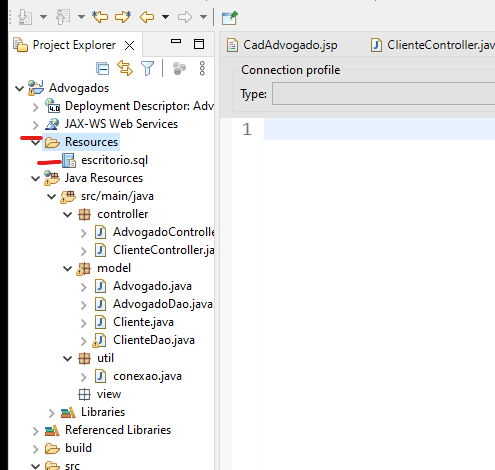 Project Explorer
CadAdvogado.jsp
ClienteController.jav
Connection profile
Type:
1
Advogados
4.0
Deployment Descriptor: Adv
JAX-WS Web Services
Resources
escritorio.sql
Java Resources
src/main/java
controller
AdvogadoControlle
ClienteController.ja
model
Advogado.java
AdvogadoDao.java
Cliente.java
ClienteDao.java
util
conexao.java
view
Libraries
Referenced Libraries
build
src